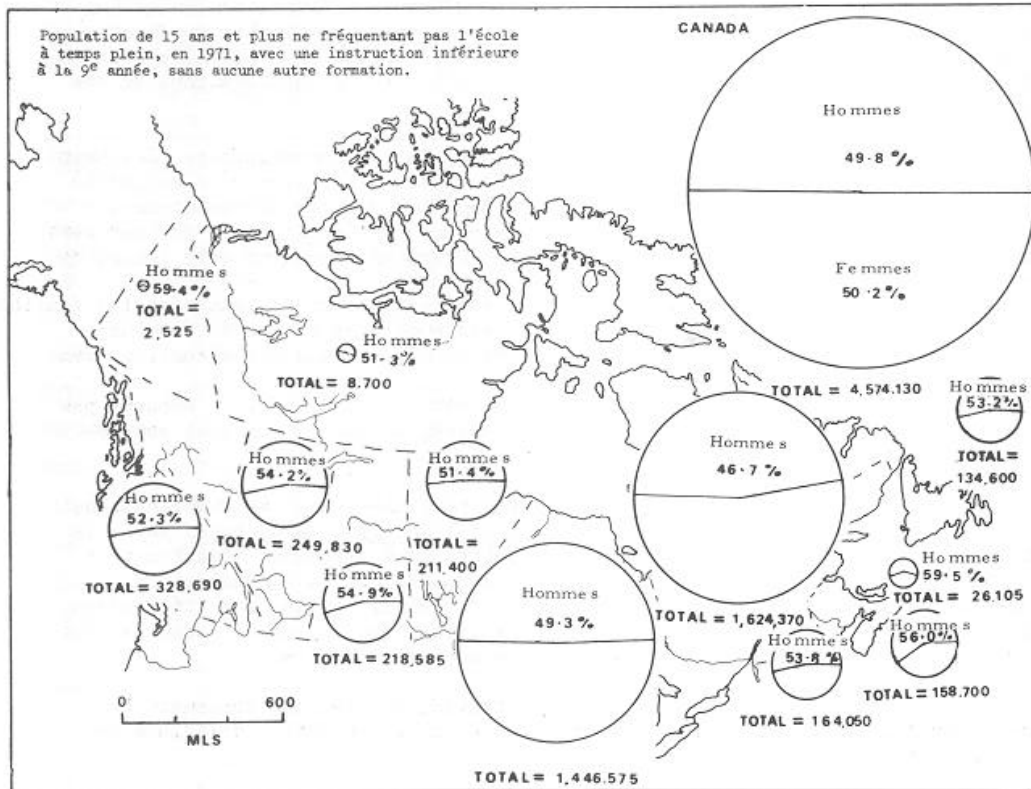 Population de 15 ans et plus ne fréquentant pas l'école
à temps plein, en 1971, avec une instruction inférieure
à la 9e année, sans aucune autre formation.
CANADA
Hommes
49.8 %
Femmes
50.2 %
TOTAL = 4,574.130
Hommes
59.4 %
TOTAL =
2,525
Hommes
51.3 %
TOTAL = 8.700
Hommes
53.2 %
TOTAL =
134,600
Hommes
46.7 %
TOTAL = 1,624,370
Hommes
54.2 %
TOTAL = 249,830
Hommes
51.4 %
TOTAL =
211.400
Hommes
52.3 %
TOTAL = 328,690
Hommes
54.9 %
TOTAL = 218,585
Hommes
49.3 %
TOTAL = 1,446.575
Hommes
59.5 %
TOTAL = 26.105
Hommes
53.8 %
TOTAL = 164,050
Hommes
56.0 %
TOTAL = 158.700
0 600
MLS